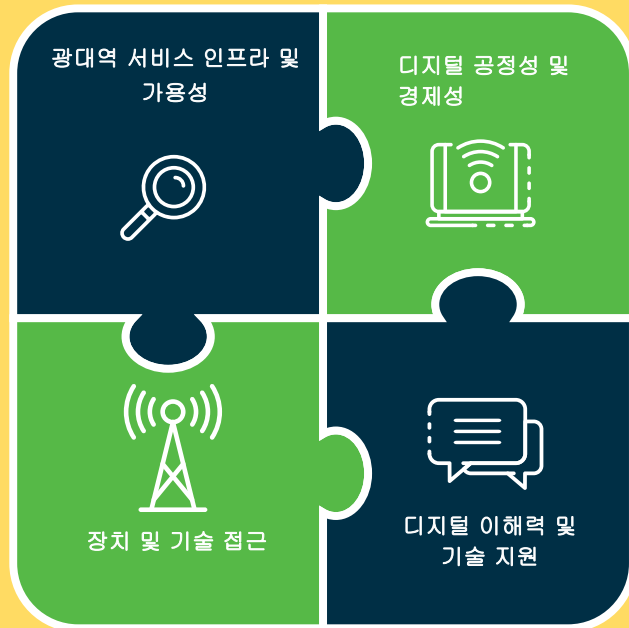 광대역 서비스 인프라 및
가용성
디지털 공정성 및
경제성
장치 및 기술 접근
디지털 이해력 및
기술 지원